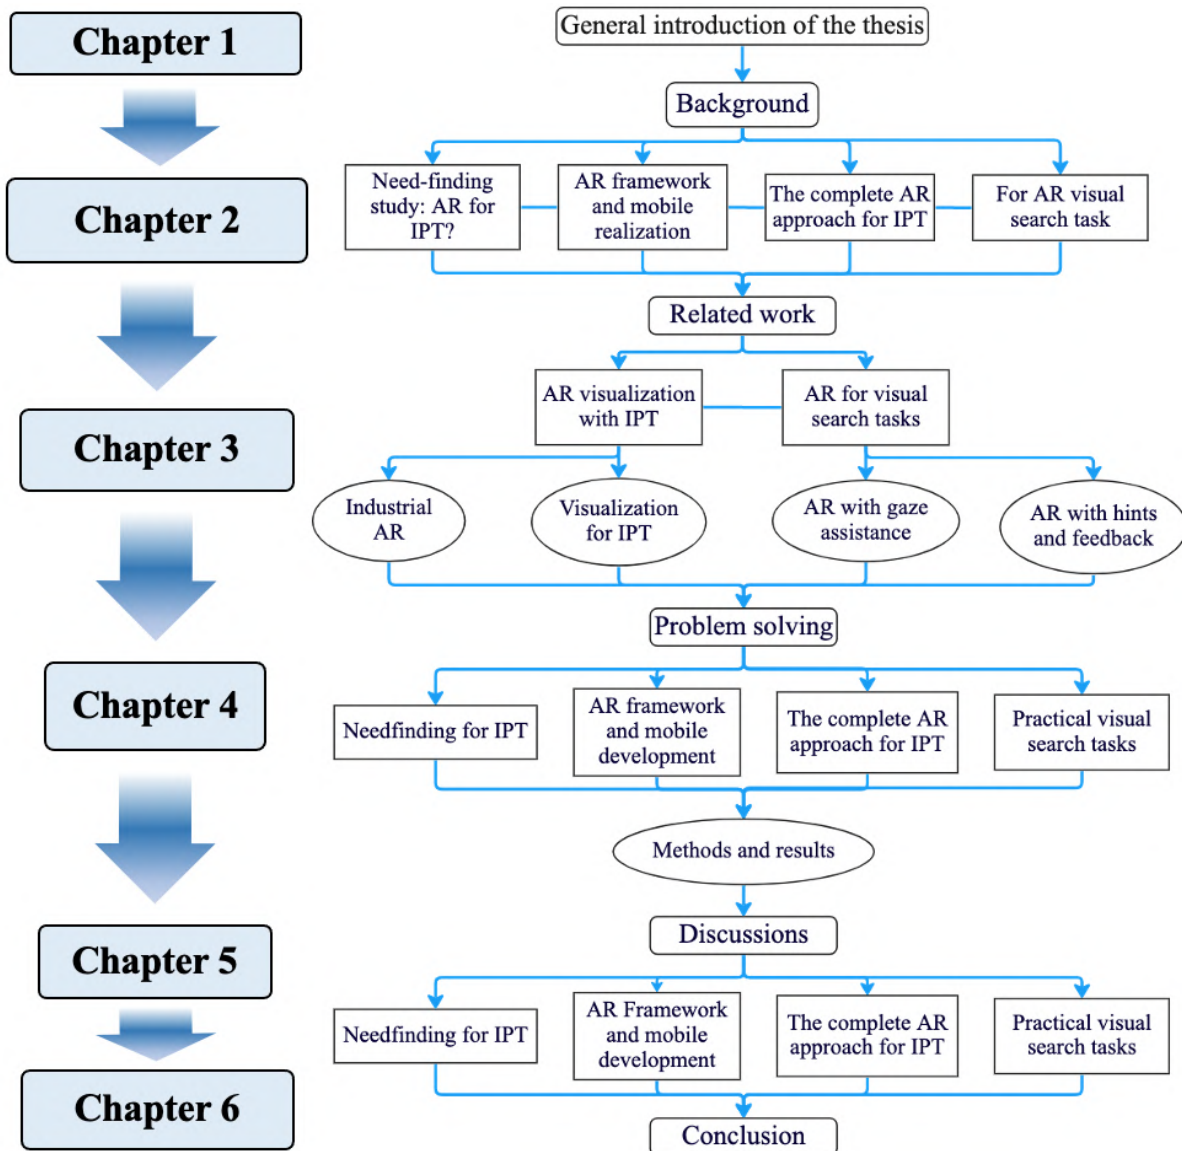 Chapter 1
General introduction of the thesis
Background
Chapter 2
Need-finding
study: AR for
IPT?
AR framework
and mobile
realization
The complete AR
approach for IPT
For AR visual
search task
Related work
Chapter 3
AR visualization
with IPT
AR for visual
search tasks
Industrial
AR
Visualization
for IPT
AR with gaze
assistance
AR with hints
and feedback
Problem solving
Chapter 4
Needfinding for IPT
AR framework
and mobile
development
The complete AR
approach for IPT
Practical visual
search tasks
Methods and results
Chapter 5
Discussions
Needfinding for IPT
AR Framework
and mobile
development
The complete AR
approach for IPT
Practical visual
search tasks
Chapter 6
Conclusion